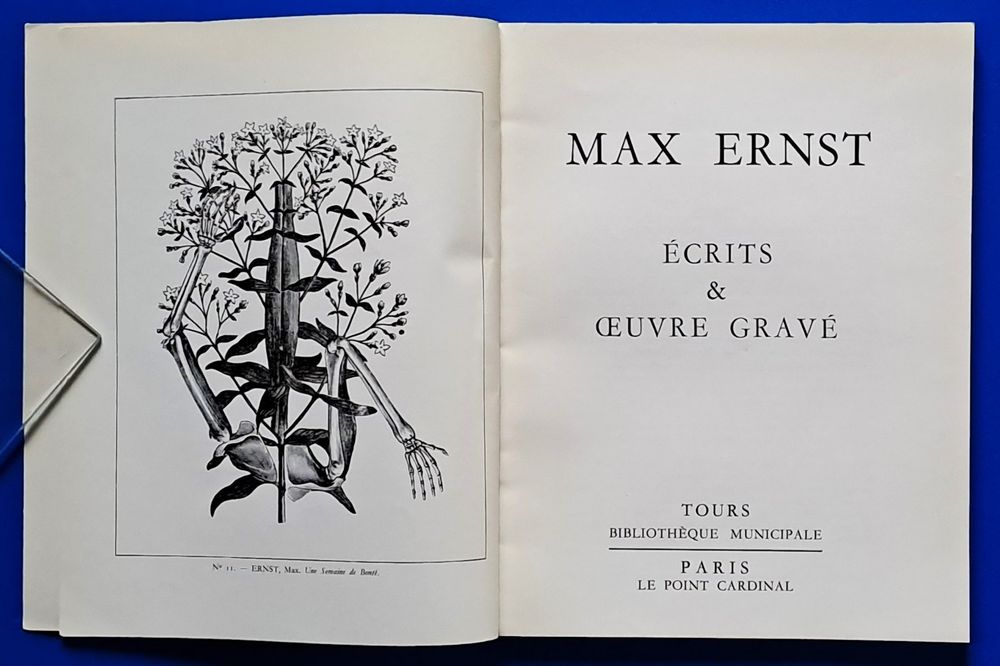 Nº 11. — ERNST, Max. Une Semaine de Bonté.
MAX ERNST
ÉCRITS
&
ŒUVRE GRAVÉ
TOURS
BIBLIOTHÈQUE MUNICIPALE
PARIS
LE POINT CARDINAL